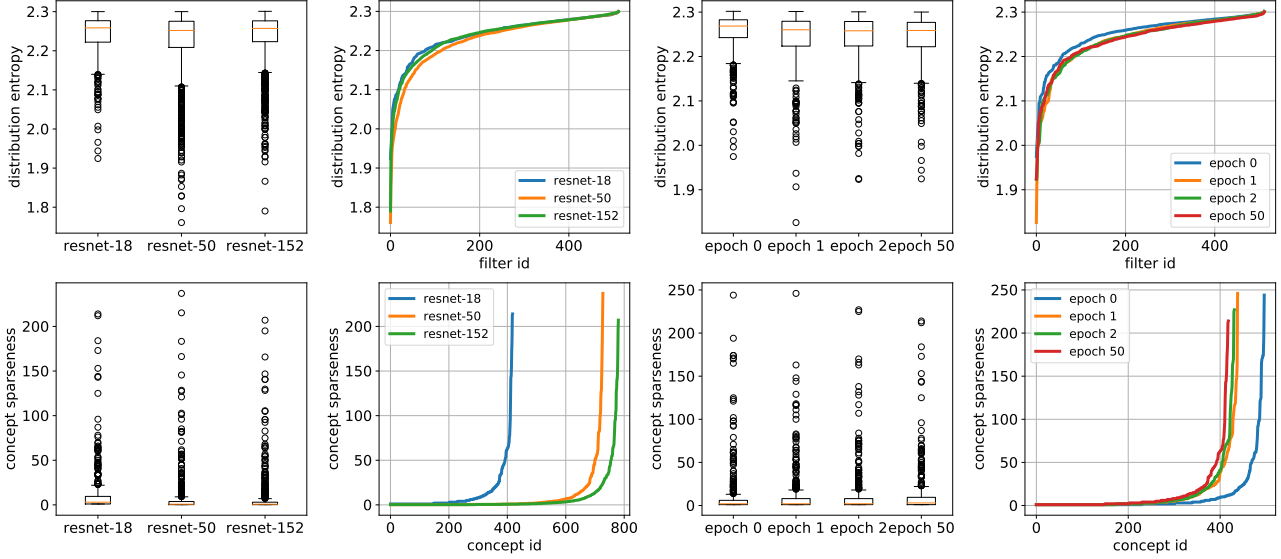 distribution entropy
2.3
2.2
2.1
2.0
1.9
1.8
resnet-18 resnet-50 resnet-152
distribution entropy
2.3
2.2
2.1
2.0
1.9
1.8
resnet-18
resnet-50
resnet-152
0 200 400
filter id
distribution entropy
2.3
2.2
2.1
2.0
1.9
epoch 0 epoch 1 epoch 2 epoch 50
distribution entropy
2.3
2.2
2.1
2.0
1.9
epoch 0
epoch 1
epoch 2
epoch 50
0 200 400
filter id
concept sparseness
200
150
100
50
0
resnet-18 resnet-50 resnet-152
concept sparseness
200
150
100
50
0
resnet-18
resnet-50
resnet-152
0 200 400 600 800
concept id
concept sparseness
250
200
150
100
50
0
epoch 0 epoch 1 epoch 2 epoch 50
concept sparseness
250
200
150
100
50
0
epoch 0
epoch 1
epoch 2
epoch 50
0 200 400
concept id